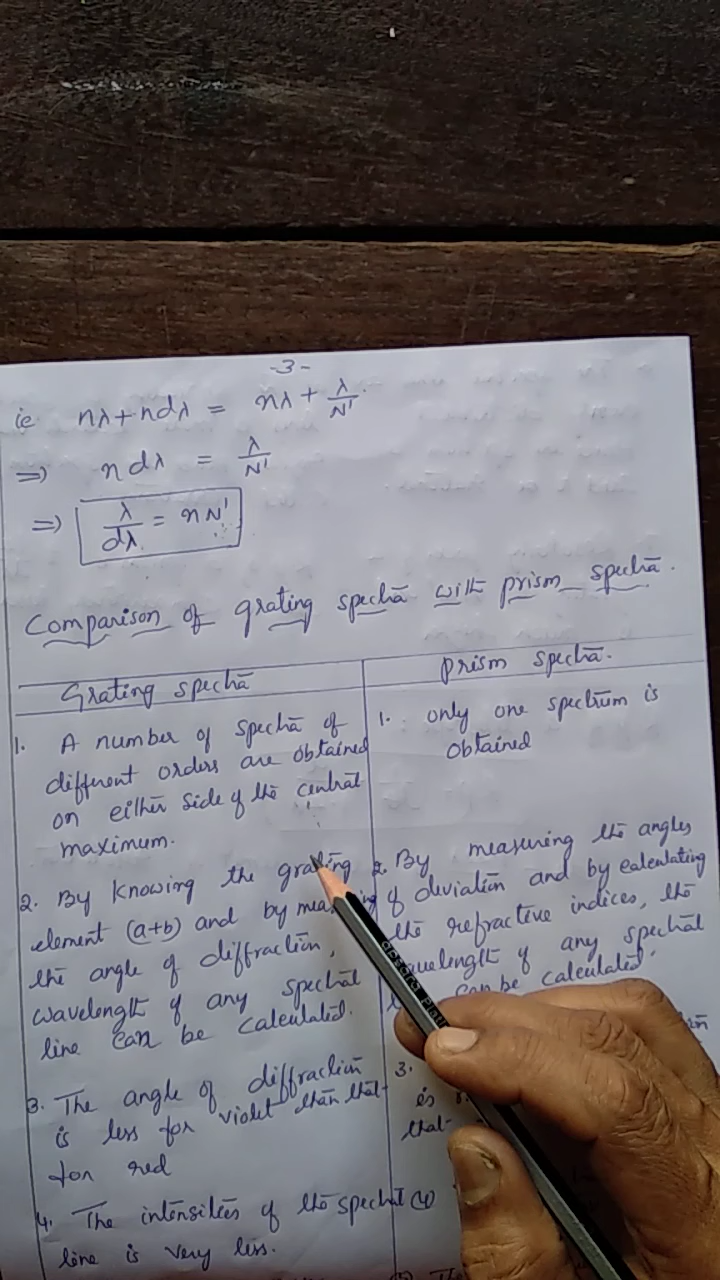 -3-
ie nλ+ndλ = nλ + λ/N'
⇒) ndλ = λ/N'
⇒) λ/dλ = nN'
Comparison of grating spectra with prism spectra.
Grating spectra
1. A number of spectra of
different orders are obtained
on either side of the central
maximum.
2. By knowing the grating
element (a+b) and by
the angle of diffraction,
wavelength of any spectral
line can be calculated.
3. The angle of diffraction
is less for violet than that
for red
4. The intensities of the spectral
line is very less.
Prism spectra.
1. only one spectrum is
obtained
2. By measuring the angles
of deviation and by calculating
the refractive indices, the
of any spectral
can be calculated.
3.
is
that
apsara Plat